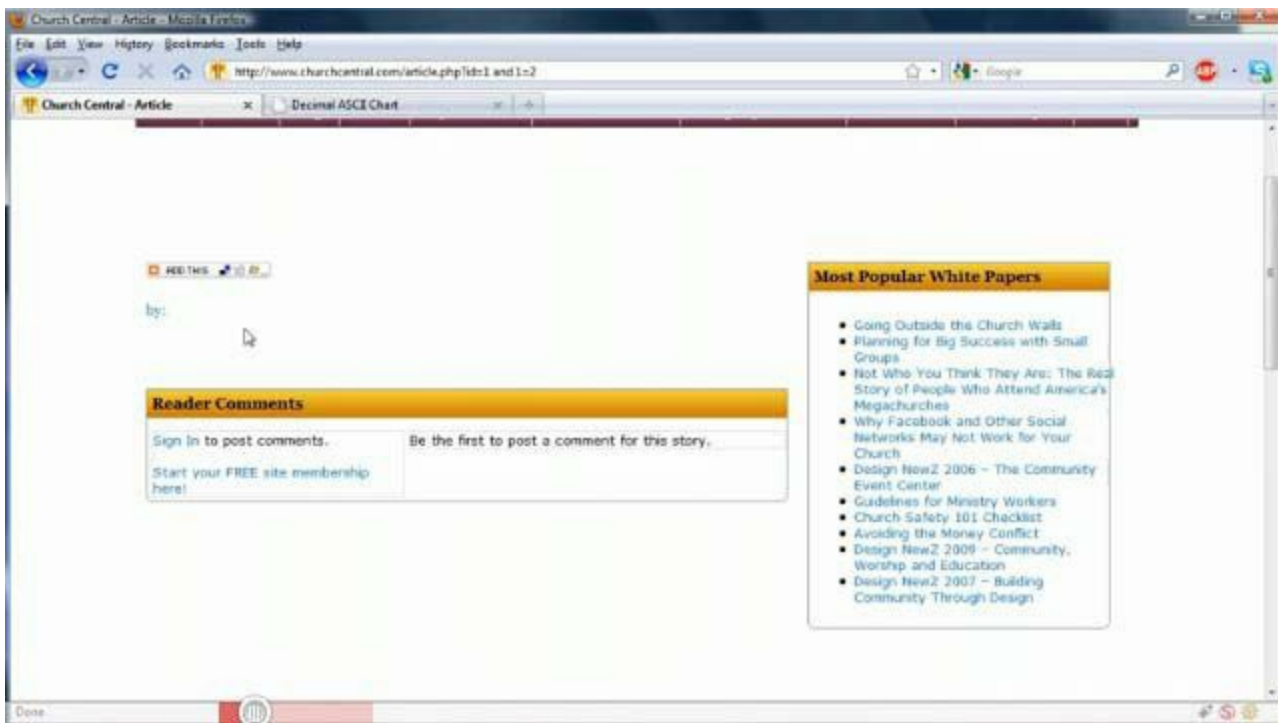 Church Central - Article - Mozilla Firefox
File Edit View History Bookmarks Tools Help
http://www.churchcentral.com/article.php?id=1 and 1=2
Google
ABP
Church Central - Article
Decimal ASCII Chart
ADD THIS
by:
Reader Comments
Sign In to post comments.
Be the first to post a comment for this story.
Start your FREE site membership
here!
Most Popular White Papers
Going Outside the Church Walls
Planning for Big Success with Small
Groups
Not Who You Think They Are: The Real
Story of People Who Attend America's
Megachurches
Why Facebook and Other Social
Networks May Not Work for Your
Church
Design NewZ 2006 – The Community
Event Center
Guidelines for Ministry Workers
Church Safety 101 Checklist
Avoiding the Money Conflict
Design NewZ 2009 – Community,
Worship and Education
Design NewZ 2007 – Building
Community Through Design
Done